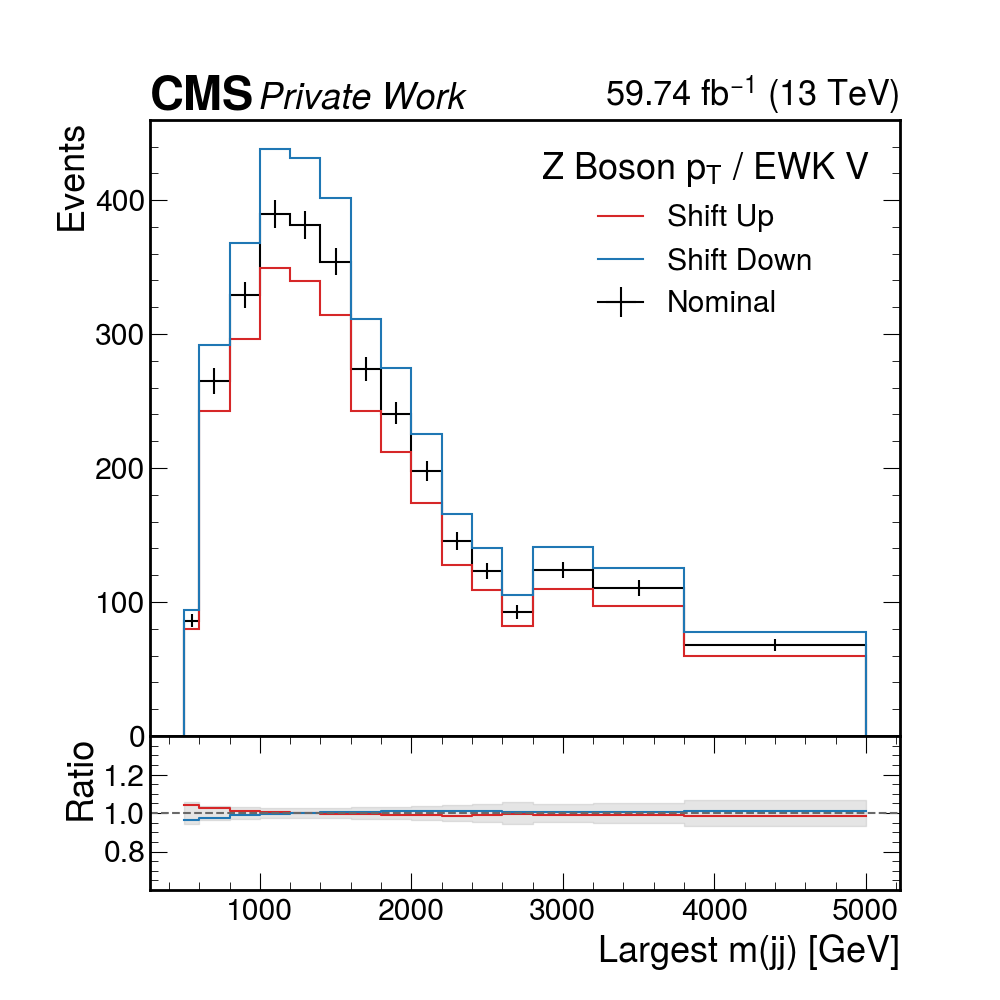 CMS Private Work 59.74 fb⁻¹ (13 TeV)
Events
Z Boson pT / EWK V
Shift Up
Shift Down
Nominal
400
300
200
100
0
Ratio
1.2
1.0
0.8
1000 2000 3000 4000 5000
Largest m(jj) [GeV]